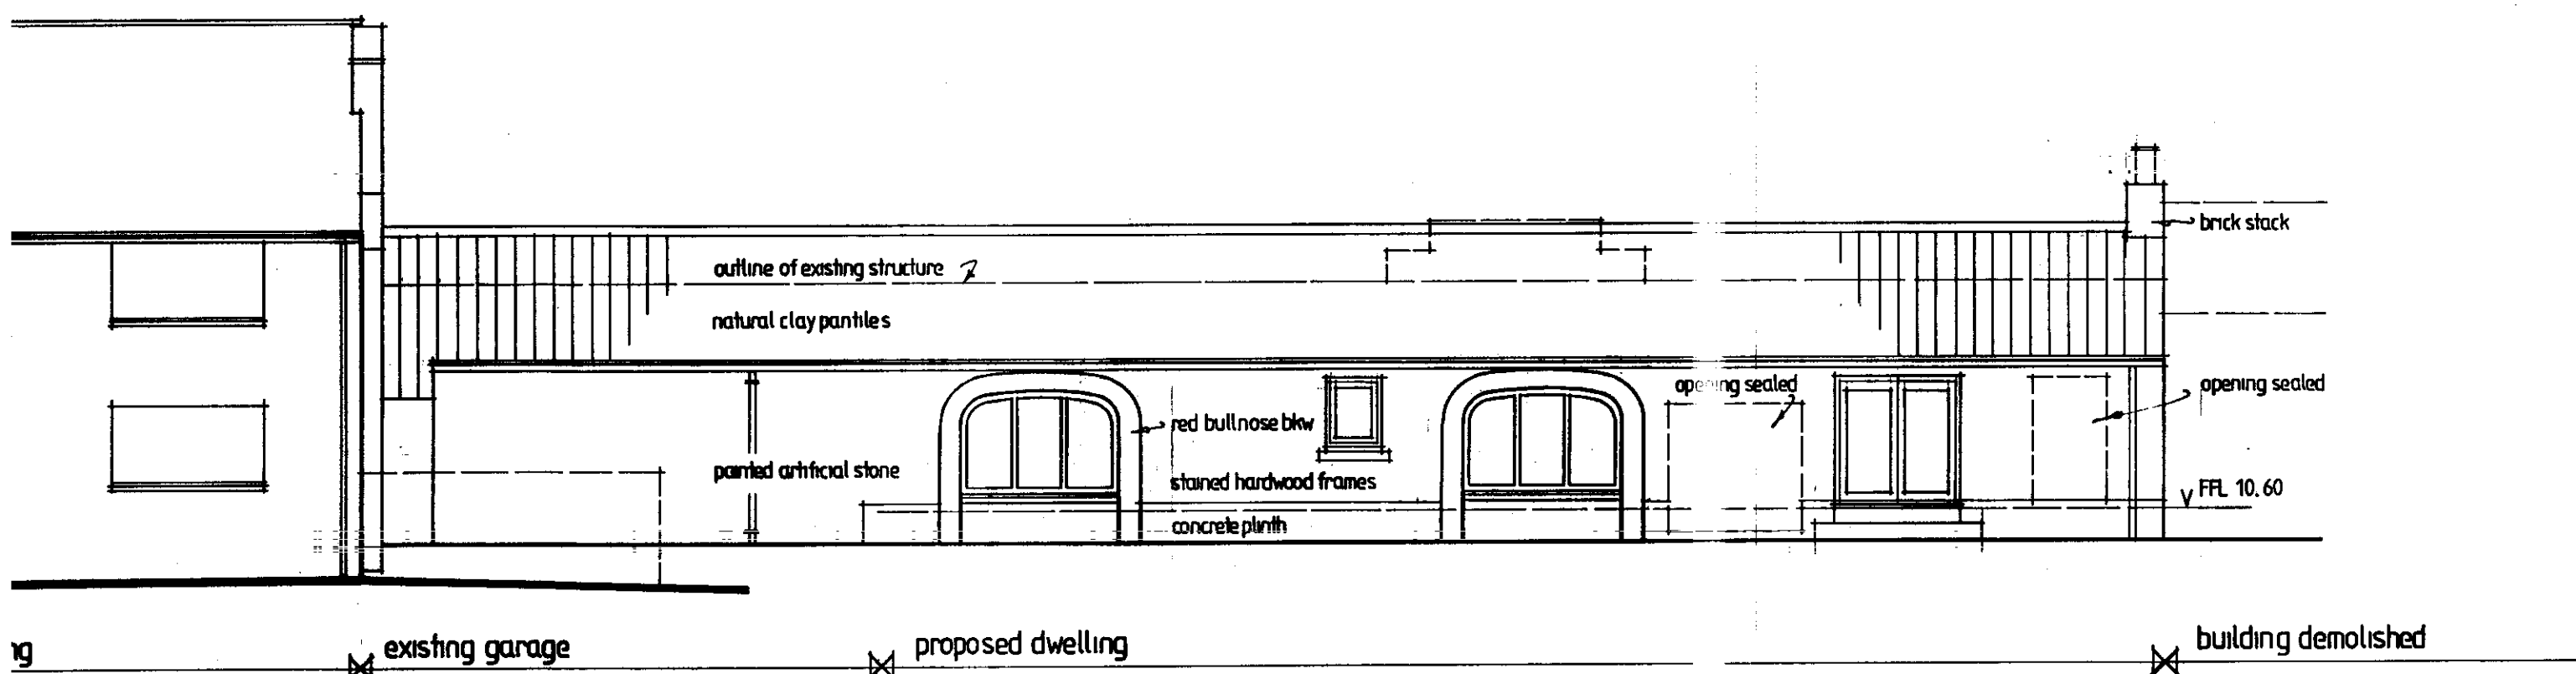 brick stack
outline of existing structure
natural clay pantiles
opening sealed
opening sealed
red bullnose bkw
painted artificial stone
stained hardwood frames
FFL 10.60
concrete plinth
existing garage
proposed dwelling
building demolished